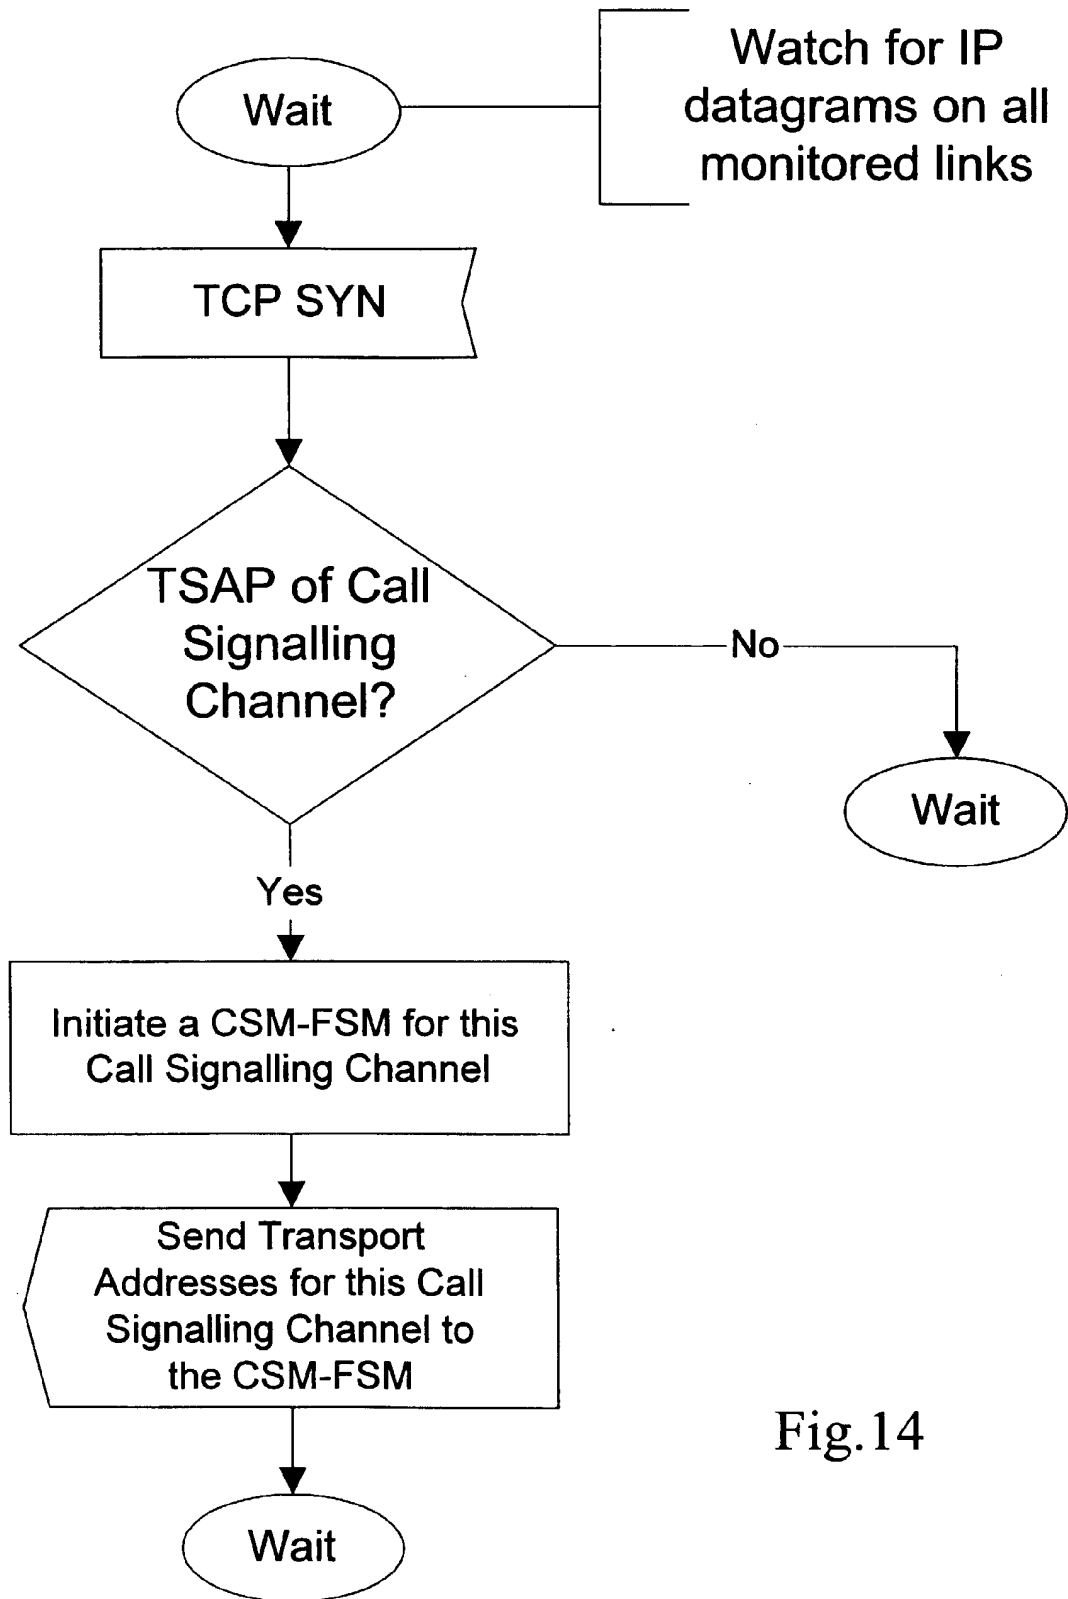 Wait
Watch for IP
datagrams on all
monitored links
TCP SYN
TSAP of Call
Signalling
Channel?
No
Wait
Yes
Initiate a CSM-FSM for this
Call Signalling Channel
Send Transport
Addresses for this Call
Signalling Channel to
the CSM-FSM
Wait
Fig.14